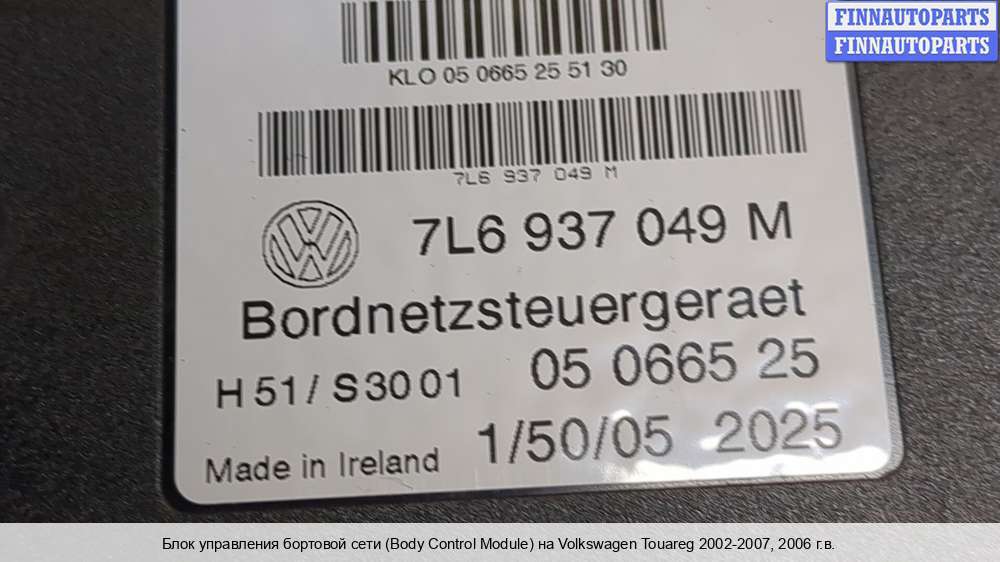 FINNAUTOPARTS
FINNAUTOPARTS
KLO 05 0665 25 5130
7L6 937 049 M
7L6 937 049 M
Bordnetzsteuergeraet
H 51 / S 30 01 05 0665 25
Made in Ireland 1/50/05 2025
Блок управления бортовой сети (Body Control Module) на Volkswagen Touareg 2002-2007, 2006 г.в.